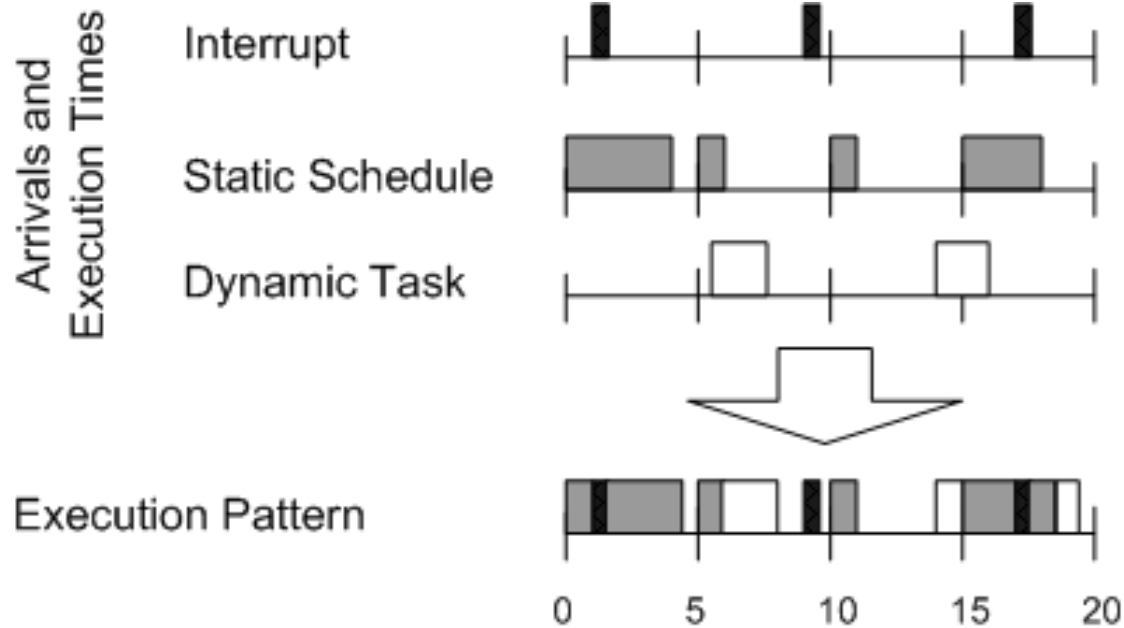 Arrivals and
Execution Times
Interrupt
Static Schedule
Dynamic Task
Execution Pattern
0 5 10 15 20